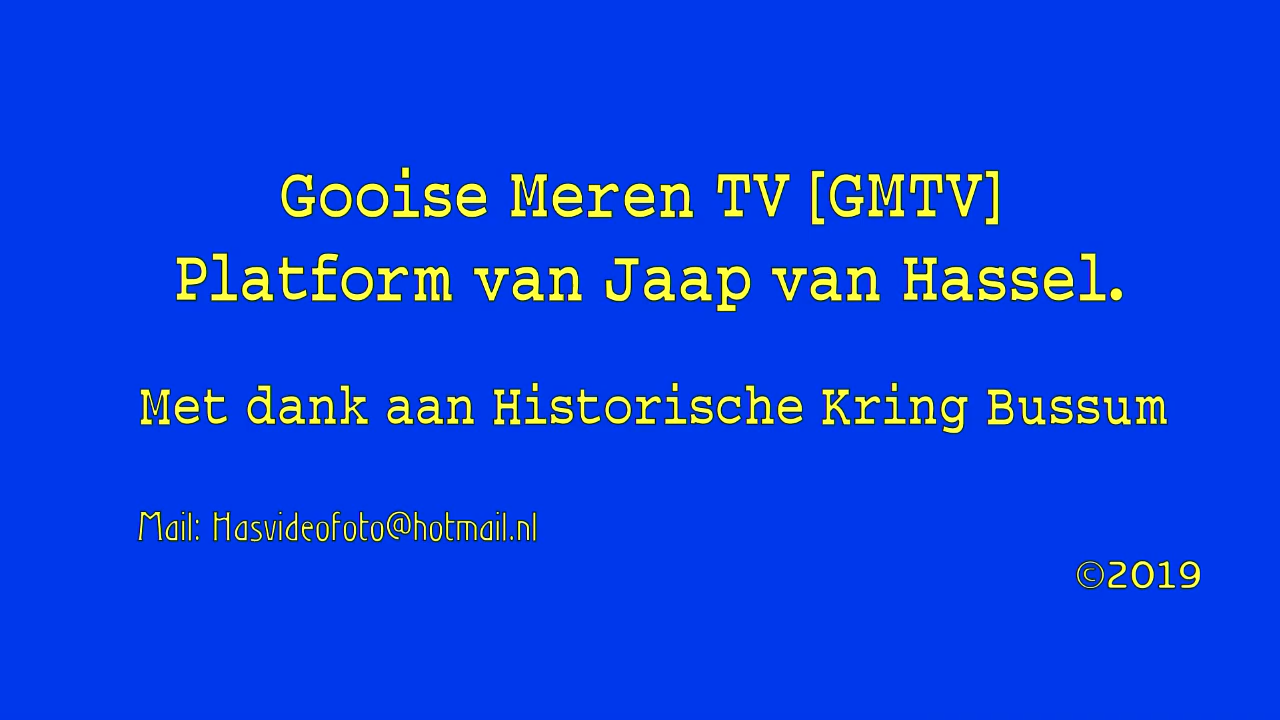 Gooise Meren TV [GMTV]
Platform van Jaap van Hassel.
Met dank aan Historische Kring Bussum
Mail: Hasvideofoto@hotmail.nl
©2019